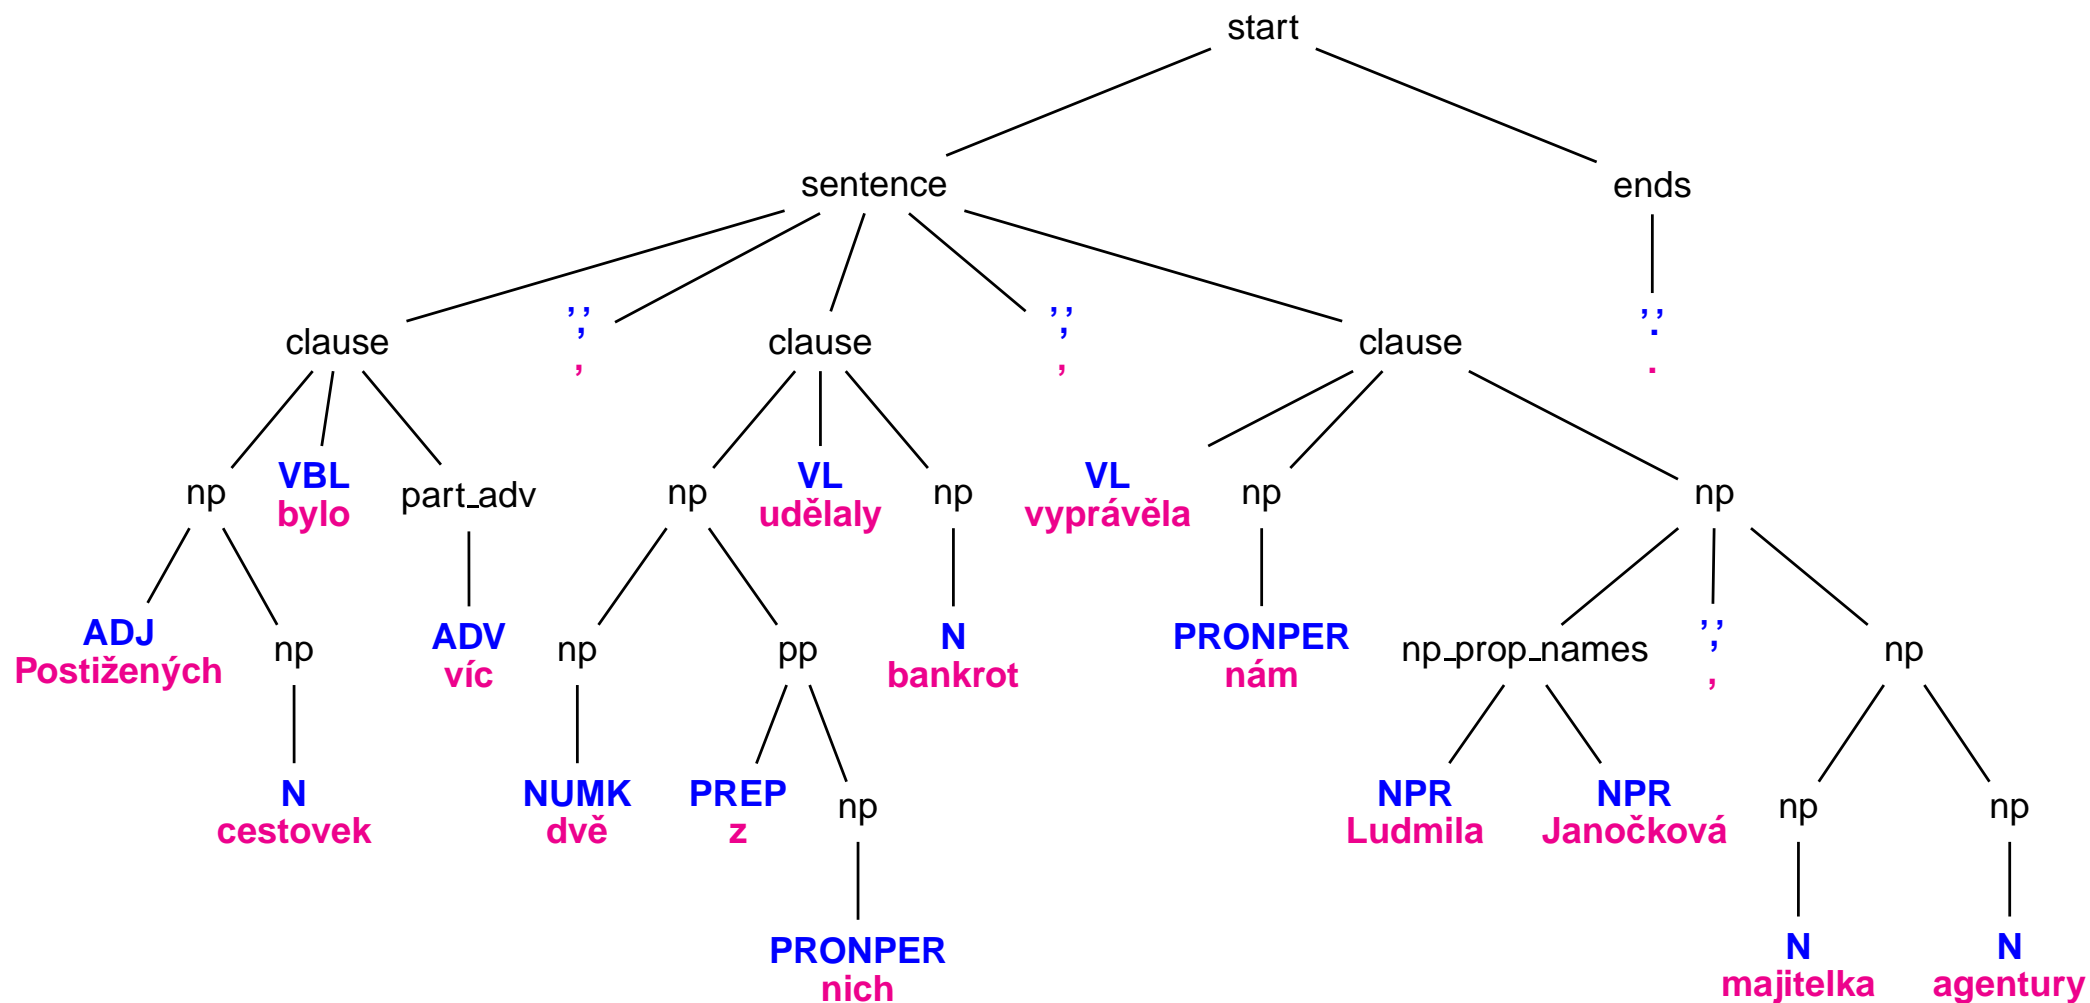 start
sentence
ends
clause
','
,
clause
','
,
clause
'.'
.
np
VBL
bylo
part_adv
np
VL
udělaly
np
VL
vyprávěla
np
np
ADJ
Postižených
np
ADV
víc
np
pp
N
bankrot
PRONPER
nám
np_prop_names
','
,
np
N
cestovek
NUMK
dvě
PREP
z
np
NPR
Ludmila
NPR
Janočková
np
np
PRONPER
nich
N
majitelka
N
agentury